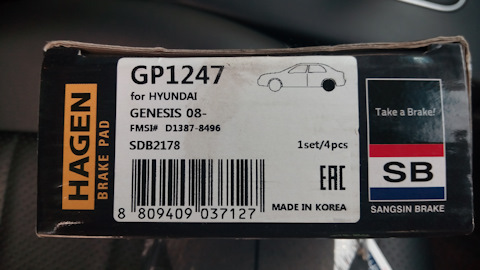 HAGEN
BRAKE PAD
GP1247
for HYUNDAI
GENESIS 08-
FMSI# D1387-8496
SDB2178
1set/4pcs
EAC
8 809409 037127
MADE IN KOREA
Take a Brake!
SB
SANGSIN BRAKE